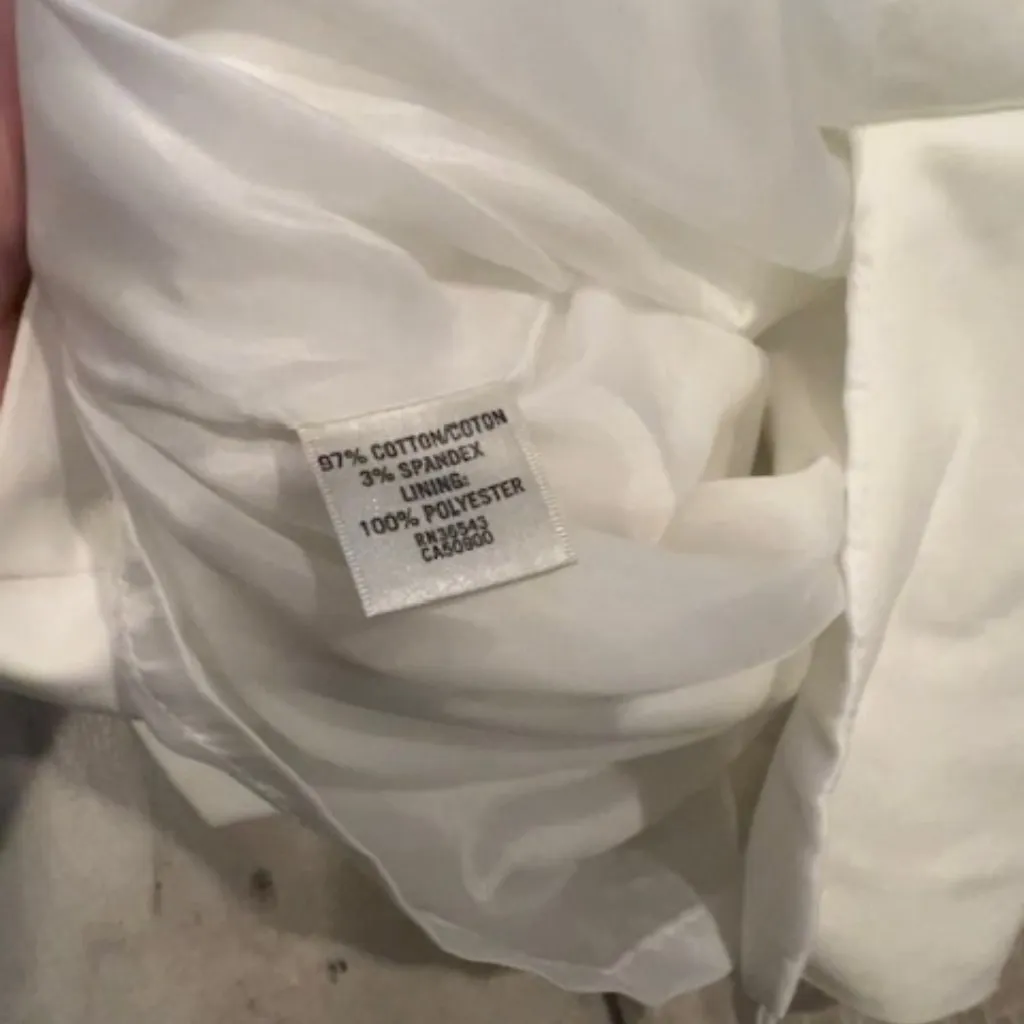 97% COTTON/COTON
3% SPANDEX
LINING:
100% POLYESTER
RN36543
CA50900